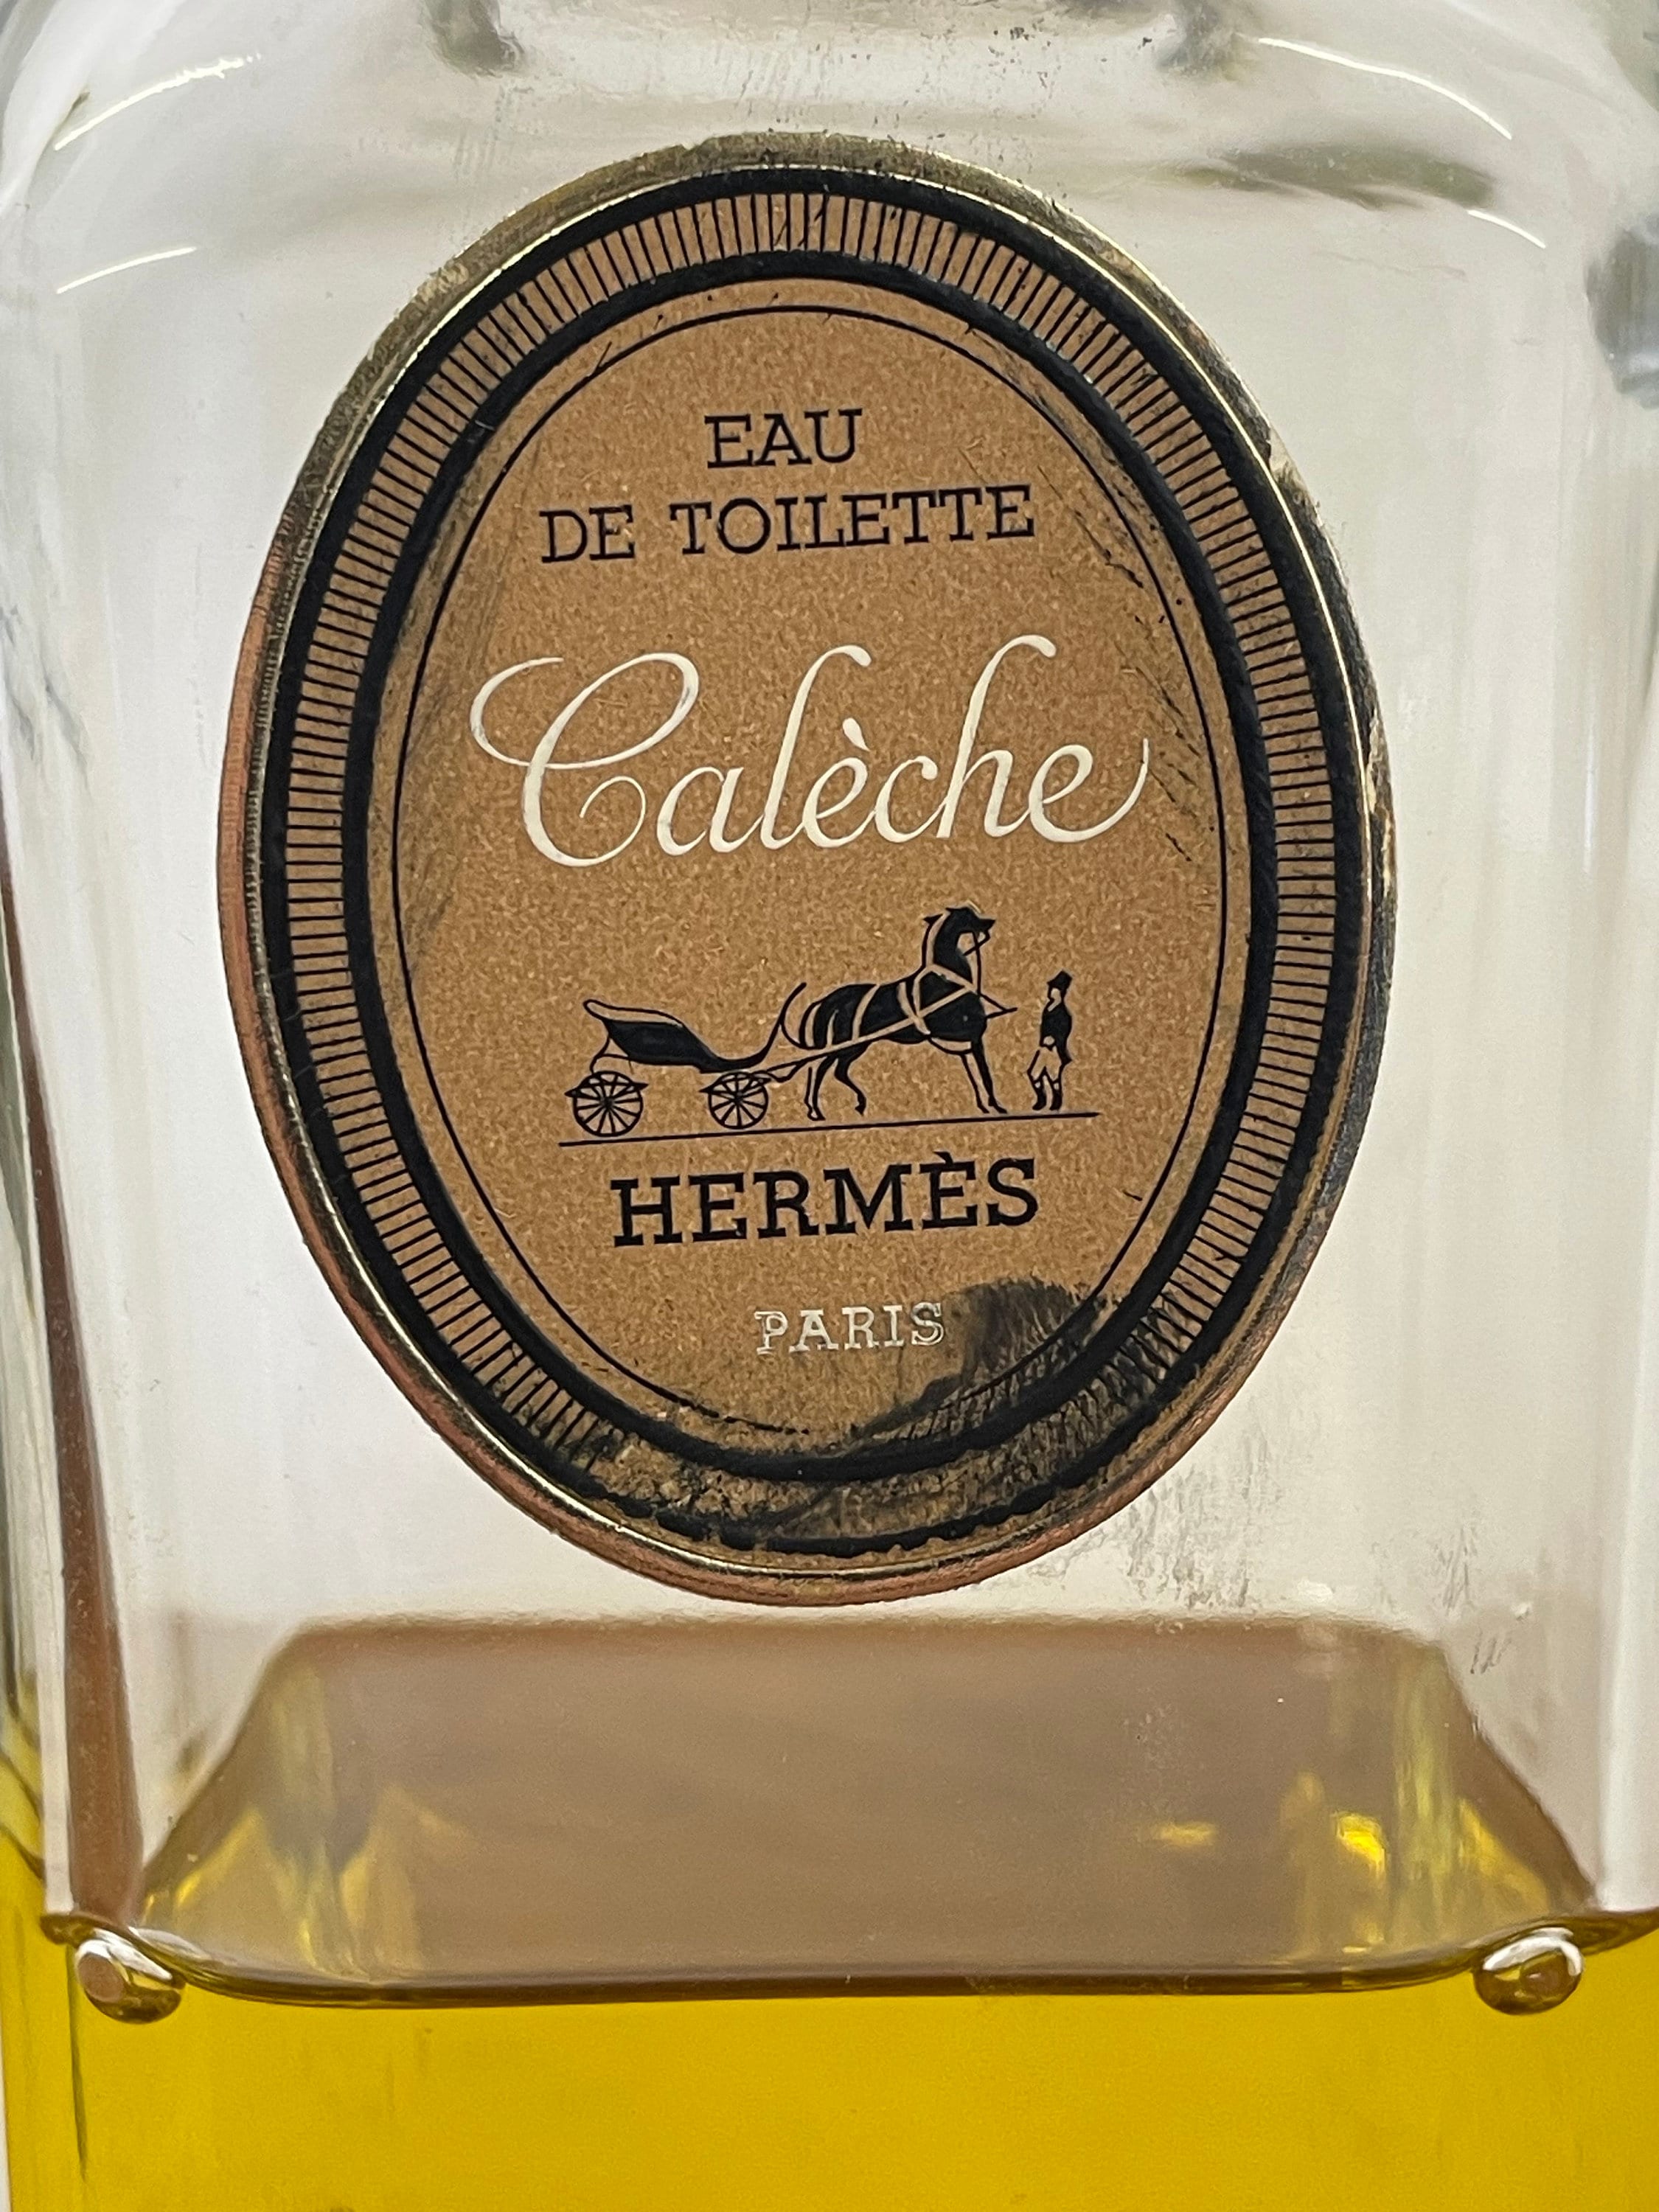 EAU
DE TOILETTE
Calèche
HERMÈS
PARIS